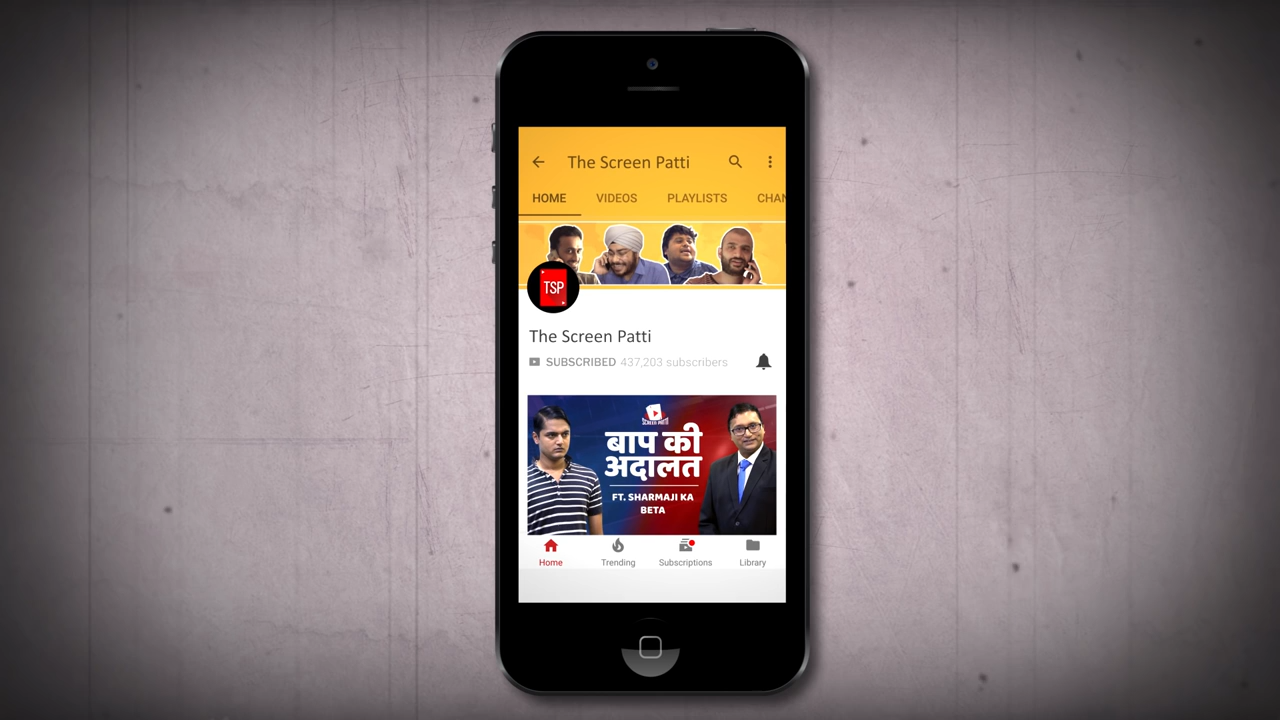 The Screen Patti
HOME VIDEOS PLAYLISTS CHAN
TSP
The Screen Patti
SUBSCRIBED 437,203 subscribers
SCREEN PATTI
बाप की
अदालत
FT. SHARMAJI KA
BETA
Home Trending Subscriptions Library